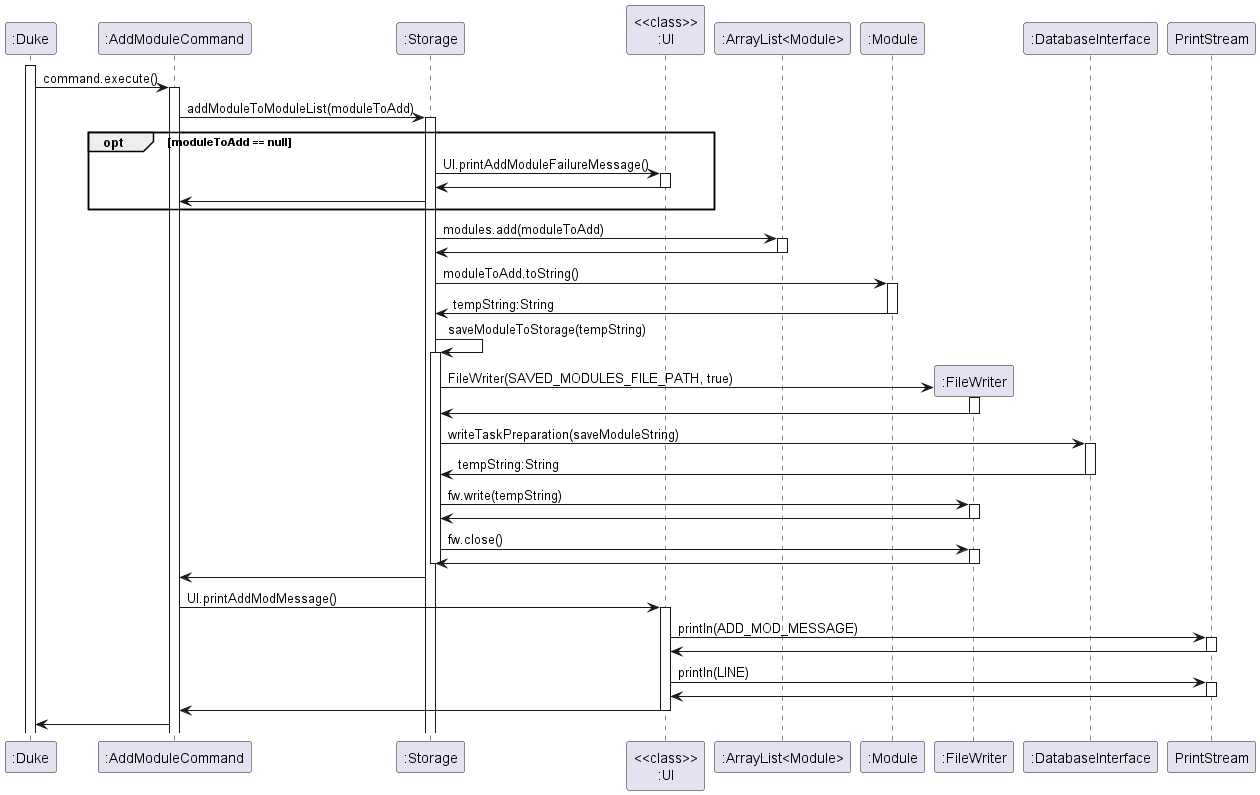 <<class>>
:Duke :AddModuleCommand :Storage :UI :ArrayList<Module> :Module :DatabaseInterface PrintStream
command.execute()
addModuleToModuleList(moduleToAdd)
opt [moduleToAdd == null]
UI.printAddModuleFailureMessage()
modules.add(moduleToAdd)
moduleToAdd.toString()
tempString:String
saveModuleToStorage(tempString)
FileWriter(SAVED_MODULES_FILE_PATH, true) :FileWriter
writeTaskPreparation(saveModuleString)
tempString:String
fw.write(tempString)
fw.close()
UI.printAddModMessage()
println(ADD_MOD_MESSAGE)
println(LINE)
<<class>>
:Duke :AddModuleCommand :Storage :UI :ArrayList<Module> :Module :FileWriter :DatabaseInterface PrintStream